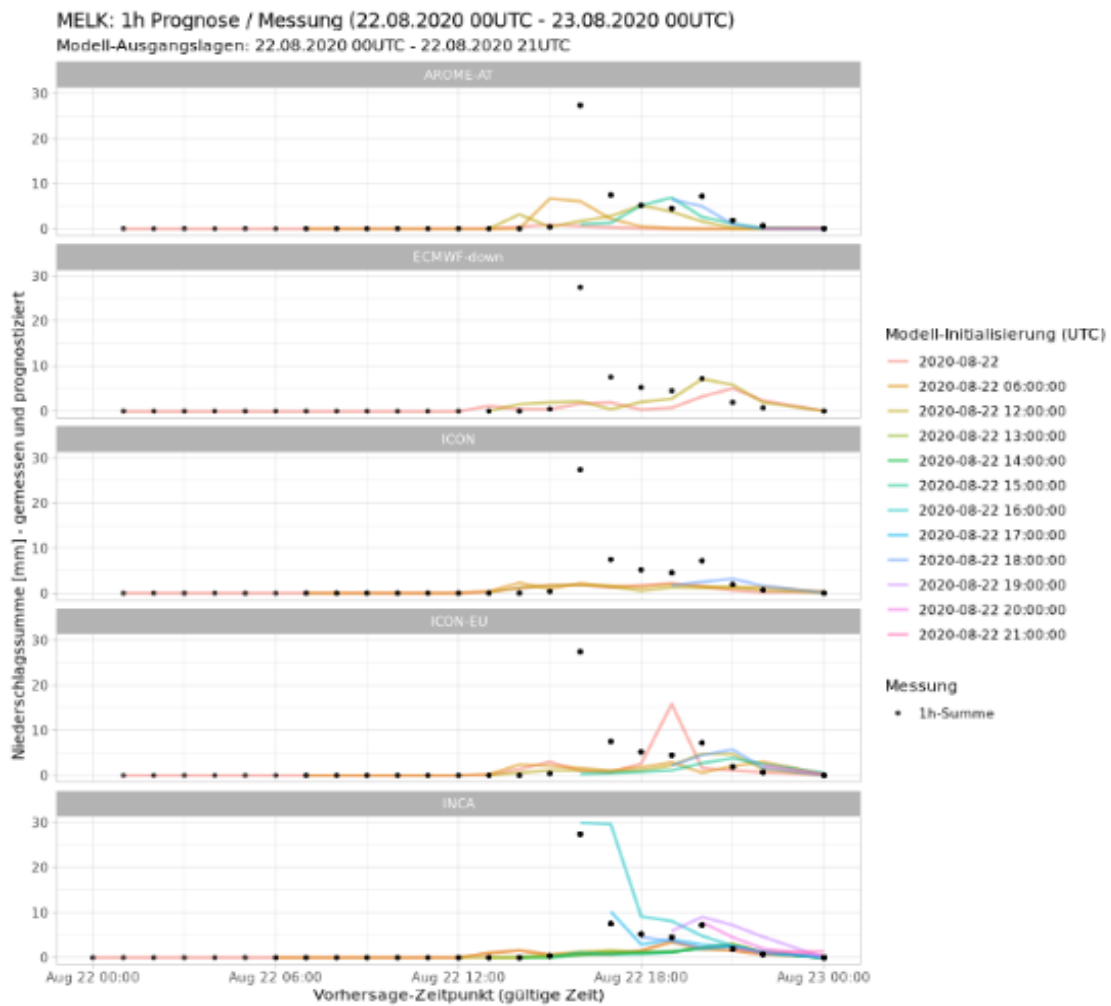 MELK: 1h Prognose / Messung (22.08.2020 00UTC - 23.08.2020 00UTC)
Modell-Ausgangslagen: 22.08.2020 00UTC - 22.08.2020 21UTC
Niederschlagssumme [mm] - gemessen und prognostiziert
AROME-AT
30
20
10
0
ECMWF-down
30
20
10
0
ICON
30
20
10
0
ICON-EU
30
20
10
0
INCA
30
20
10
0
Aug 22 00:00 Aug 22 06:00 Aug 22 12:00 Aug 22 18:00 Aug 23 00:00
Vorhersage-Zeitpunkt (gültige Zeit)
Modell-Initialisierung (UTC)
2020-08-22
2020-08-22 06:00:00
2020-08-22 12:00:00
2020-08-22 13:00:00
2020-08-22 14:00:00
2020-08-22 15:00:00
2020-08-22 16:00:00
2020-08-22 17:00:00
2020-08-22 18:00:00
2020-08-22 19:00:00
2020-08-22 20:00:00
2020-08-22 21:00:00
Messung
1h-Summe